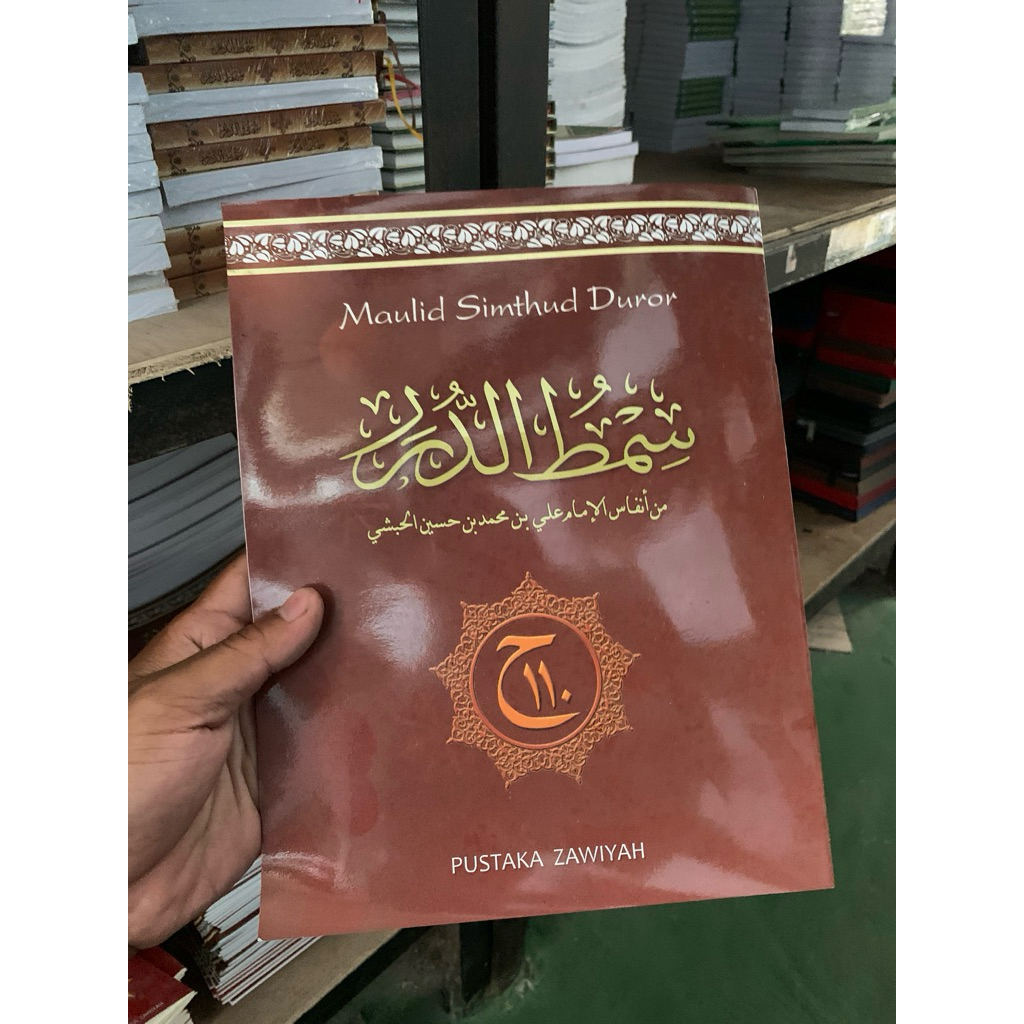 Maulid Simthud Duror
سِمْطُ الدُّرَر
من أنفاس الإمام علي بن محمد بن حسين الحبشي
ح
١١٠
PUSTAKA ZAWIYAH